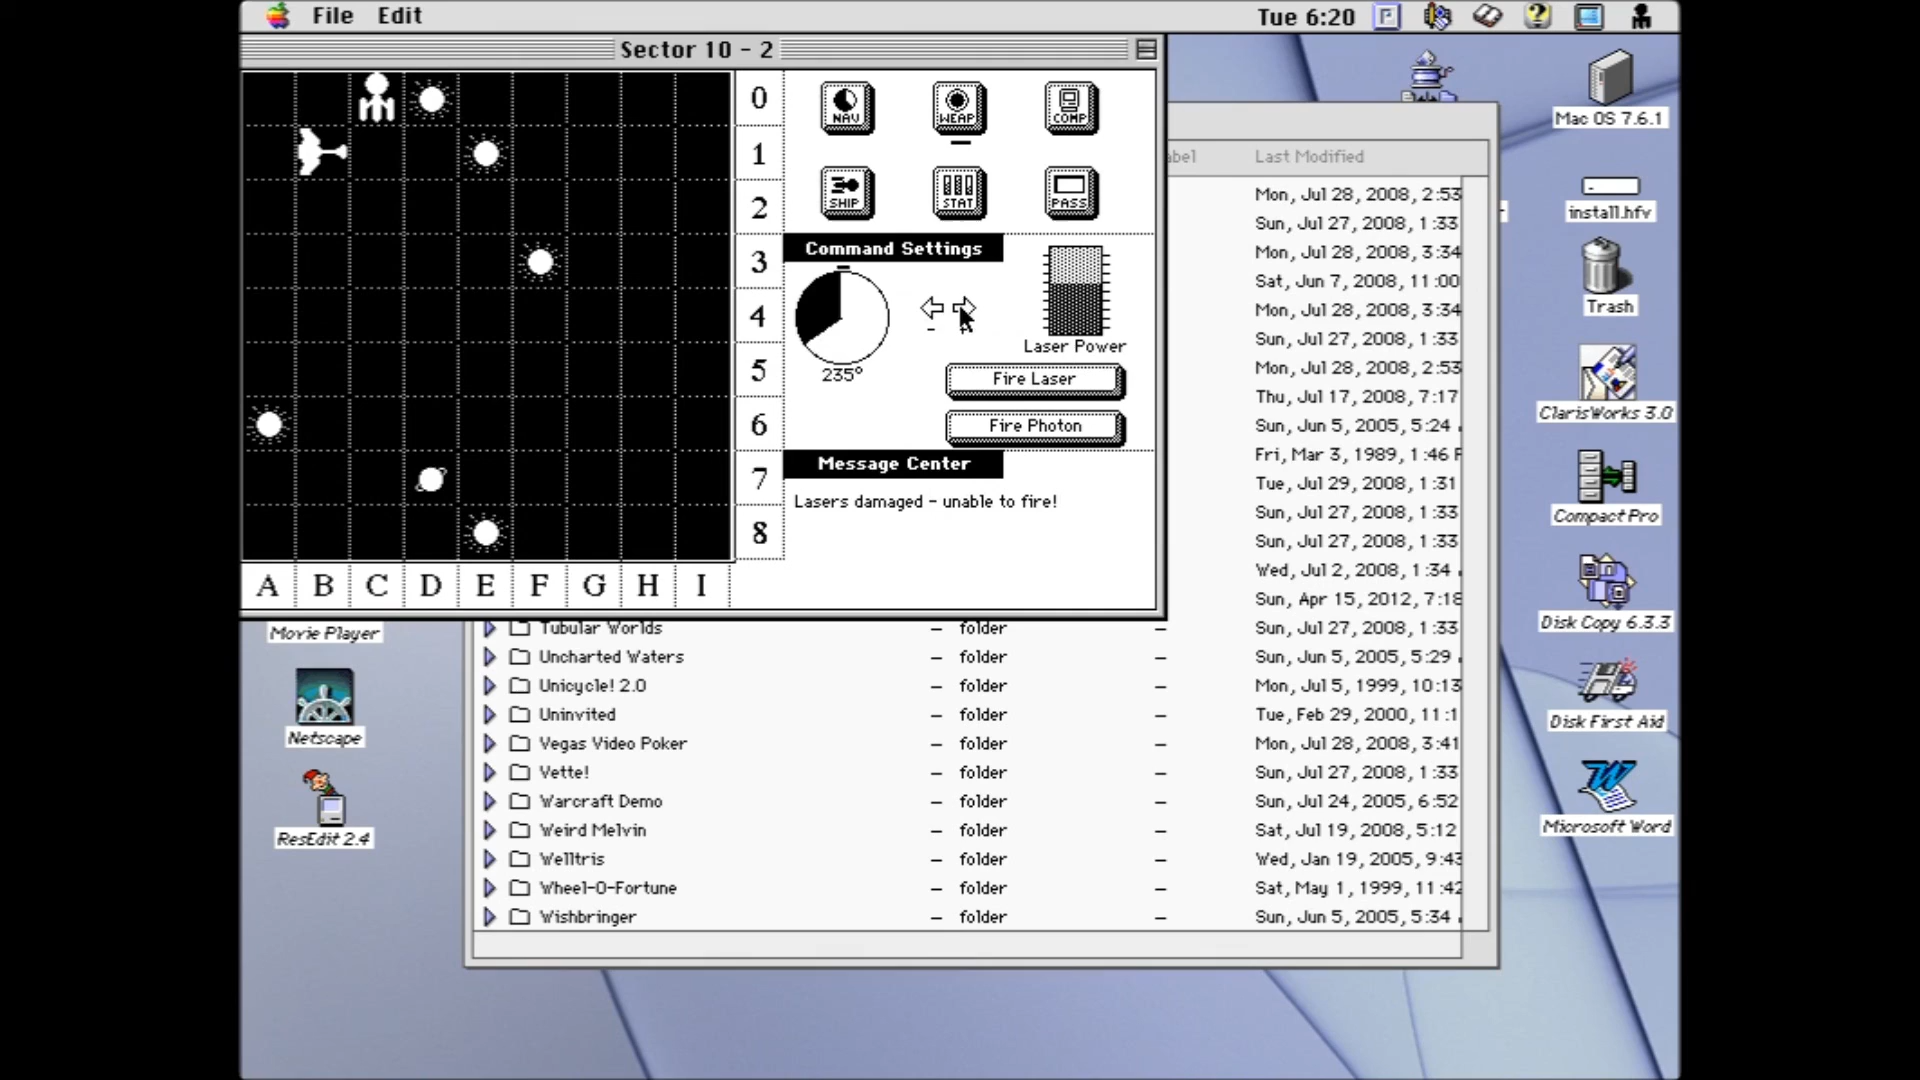 File Edit
Tue 6:20
Sector 10 - 2
0
1
2
3
4
5
6
7
8
A B C D E F G H I
NAV
WEAP
COMP
SHIP
STAT
PASS
Command Settings
235°
- +
Laser Power
Fire Laser
Fire Photon
Message Center
Lasers damaged - unable to fire!
Last Modified
Mon, Jul 28, 2008, 2:53
Sun, Jul 27, 2008, 1:33
Mon, Jul 28, 2008, 3:34
Sat, Jun 7, 2008, 11:00
Mon, Jul 28, 2008, 3:34
Sun, Jul 27, 2008, 1:33
Mon, Jul 28, 2008, 2:53
Thu, Jul 17, 2008, 7:17
Sun, Jun 5, 2005, 5:24
Fri, Mar 3, 1989, 1:46
Tue, Jul 29, 2008, 1:31
Sun, Jul 27, 2008, 1:33
Sun, Jul 27, 2008, 1:33
Wed, Jul 2, 2008, 1:34
Sun, Apr 15, 2012, 7:18
Tubular Worlds - folder - Sun, Jul 27, 2008, 1:33
Uncharted Waters - folder - Sun, Jun 5, 2005, 5:29
Unicycle! 2.0 - folder - Mon, Jul 5, 1999, 10:13
Uninvited - folder - Tue, Feb 29, 2000, 11:1
Vegas Video Poker - folder - Mon, Jul 28, 2008, 3:41
Vette! - folder - Sun, Jul 27, 2008, 1:33
Warcraft Demo - folder - Sun, Jul 24, 2005, 6:52
Weird Melvin - folder - Sat, Jul 19, 2008, 5:12
Welltris - folder - Wed, Jan 19, 2005, 9:43
Wheel-O-Fortune - folder - Sat, May 1, 1999, 11:42
Wishbringer - folder - Sun, Jun 5, 2005, 5:34
Movie Player
Netscape
ResEdit 2.4
Mac OS 7.6.1
install.hfv
Trash
ClarisWorks 3.0
Compact Pro
Disk Copy 6.3.3
Disk First Aid
Microsoft Word